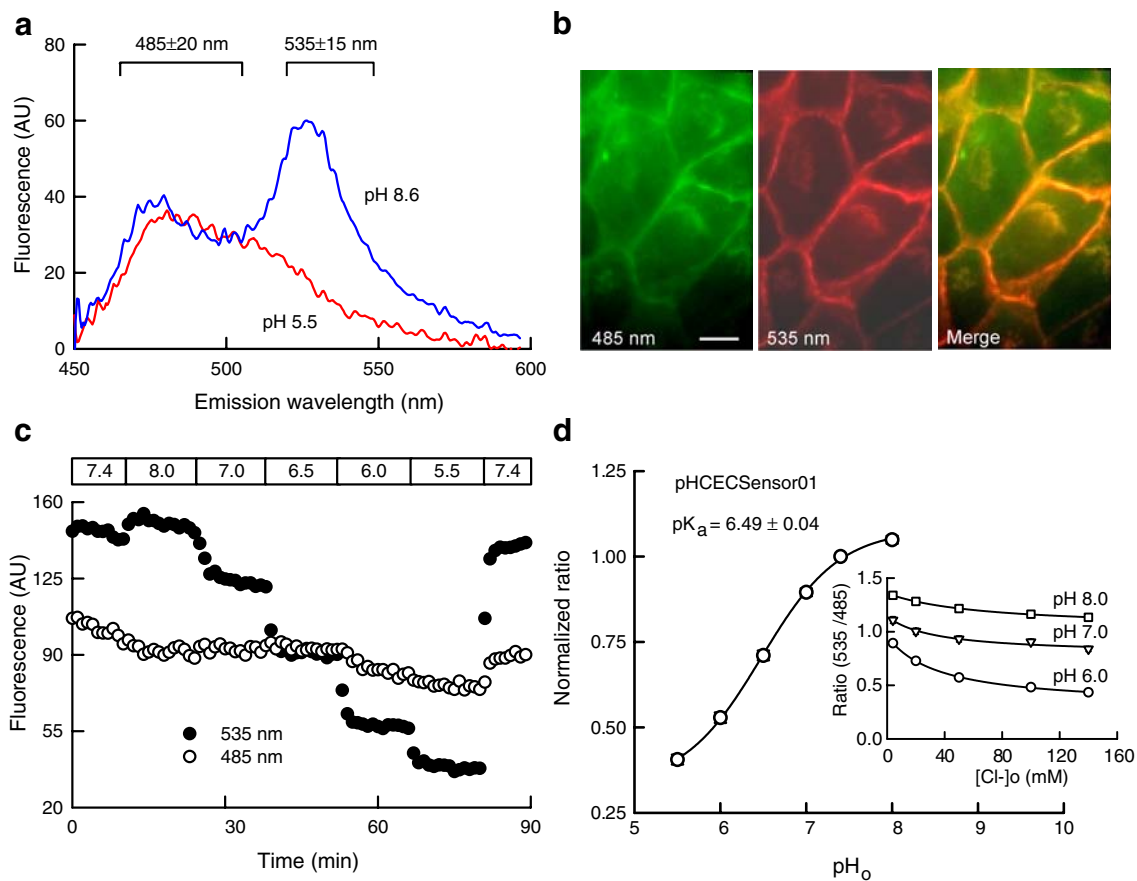 a
485±20 nm
535±15 nm
80
60
40
20
0
Fluorescence (AU)
pH 8.6
pH 5.5
450
500
550
600
Emission wavelength (nm)
b
485 nm
535 nm
Merge
c
7.4
8.0
7.0
6.5
6.0
5.5
7.4
160
125
90
55
20
Fluorescence (AU)
535 nm
485 nm
0
30
60
90
Time (min)
d
1.25
1.00
0.75
0.50
0.25
Normalized ratio
pHCECSensor01
pKa = 6.49 ± 0.04
5
6
7
8
9
10
pHo
1.5
1.0
0.5
0.0
Ratio (535 /485)
pH 8.0
pH 7.0
pH 6.0
0
40
80
120
160
[Cl-]o (mM)